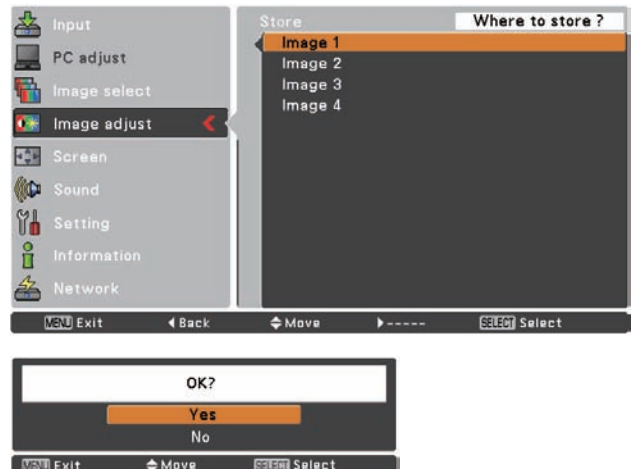 Input
PC adjust
Image select
Image adjust
Screen
Sound
Setting
Information
Network
Store
Where to store ?
Image 1
Image 2
Image 3
Image 4
MENU Exit Back Move ----- SELECT Select
OK?
Yes
No
MENU Exit Move SELECT Select